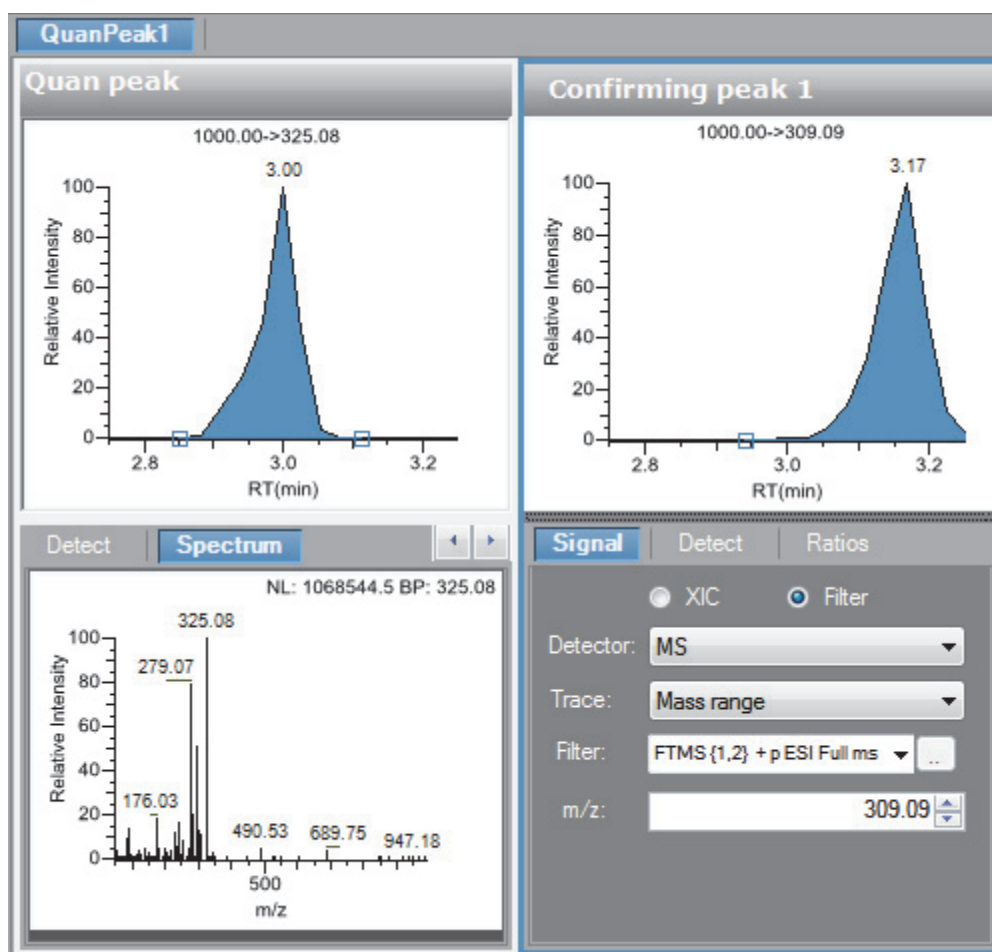 QuanPeak1
Quan peak
1000.00->325.08
3.00
100
80
60
40
20
0
Relative Intensity
2.8 3.0 3.2
RT(min)
Confirming peak 1
1000.00->309.09
3.17
100
80
60
40
20
0
Relative Intensity
2.8 3.0 3.2
RT(min)
Detect Spectrum
NL: 1068544.5 BP: 325.08
325.08
279.07
176.03
490.53 689.75 947.18
100
80
60
40
20
0
Relative Intensity
500
m/z
Signal Detect Ratios
XIC Filter
Detector: MS
Trace: Mass range
Filter: FTMS {1,2} + p ESI Full ms ..
m/z: 309.09